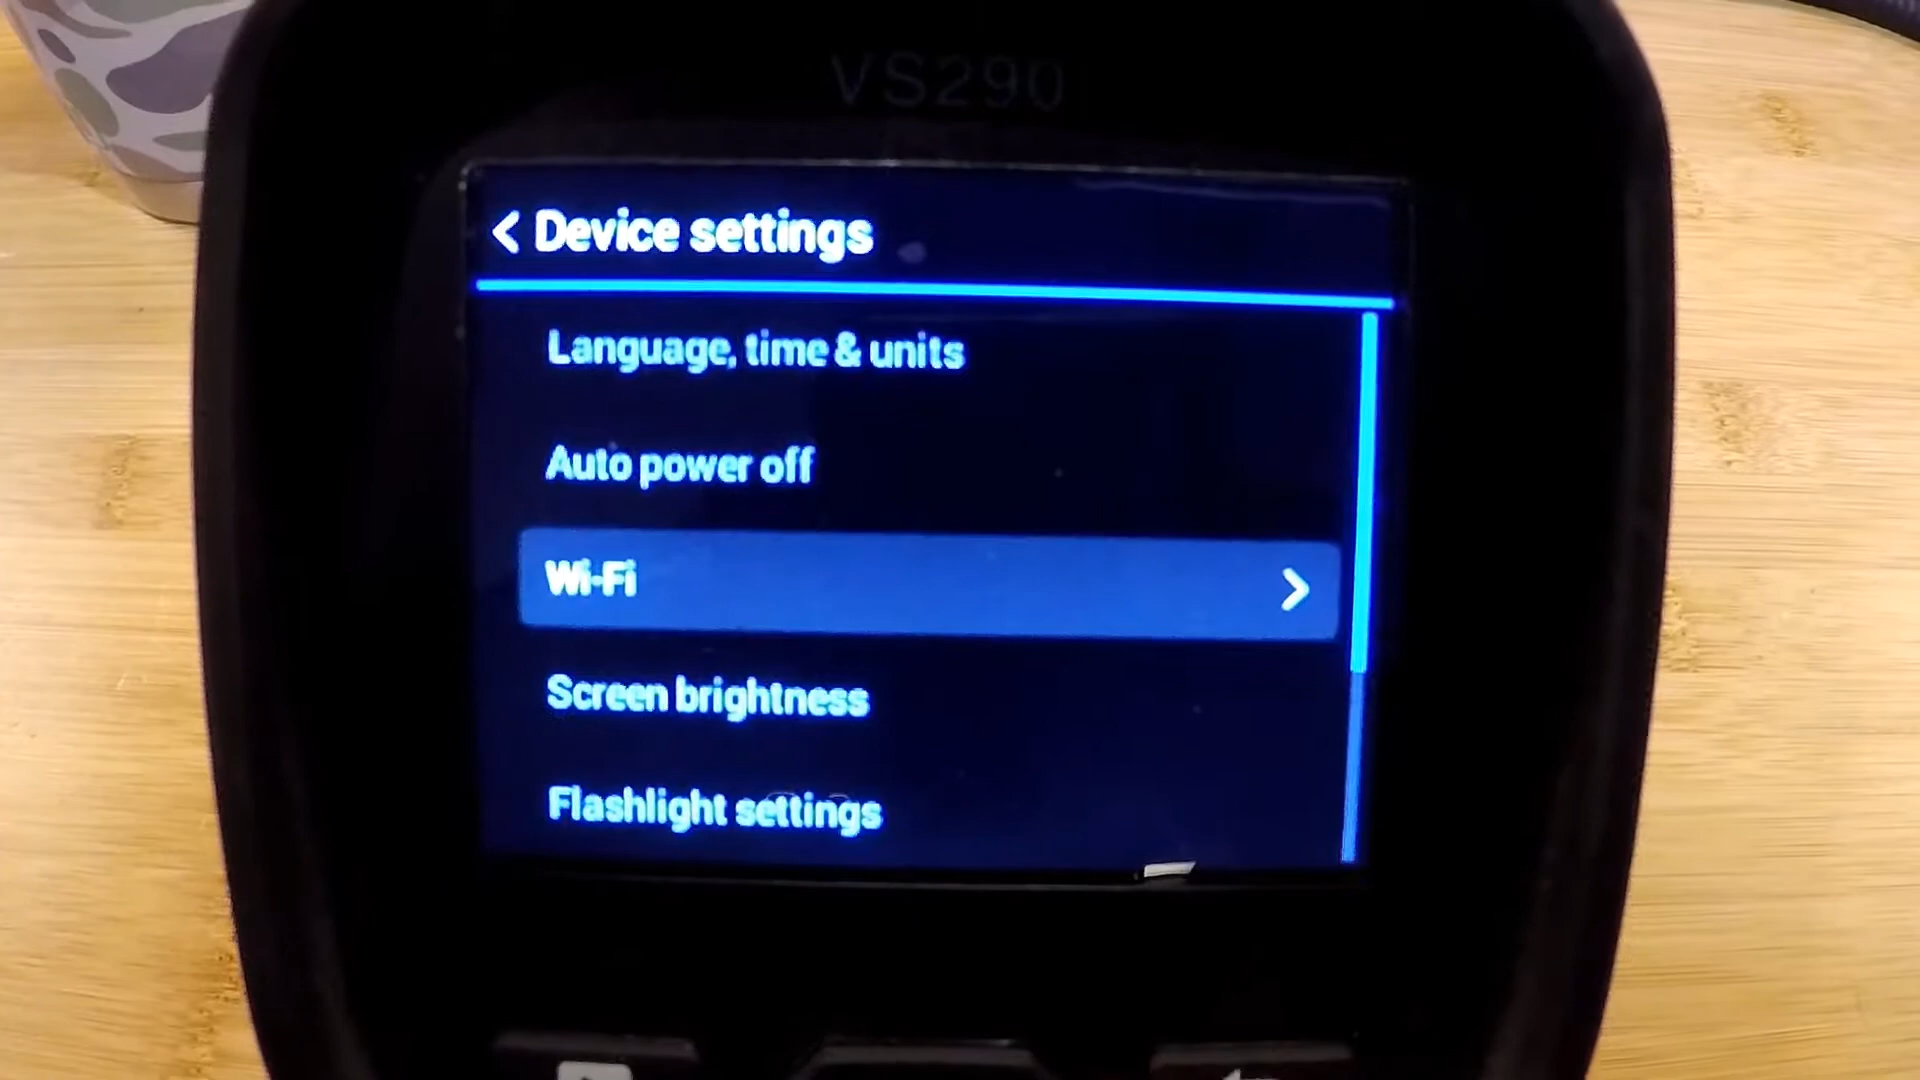 VS290
Device settings
Language, time & units
Auto power off
Wi-Fi
Screen brightness
Flashlight settings